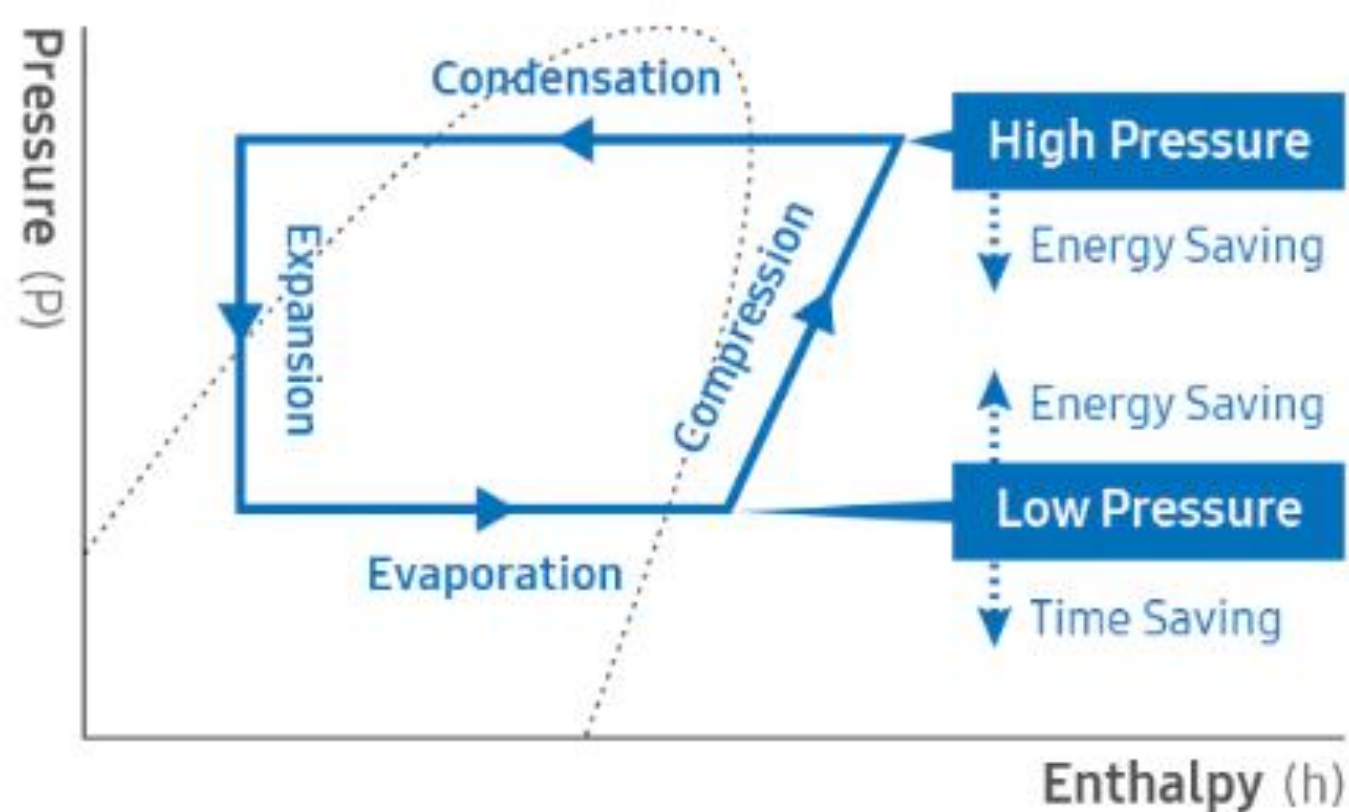 Pressure (P)
Condensation
High Pressure
Energy Saving
Expansion
Compression
Energy Saving
Low Pressure
Evaporation
Time Saving
Enthalpy (h)